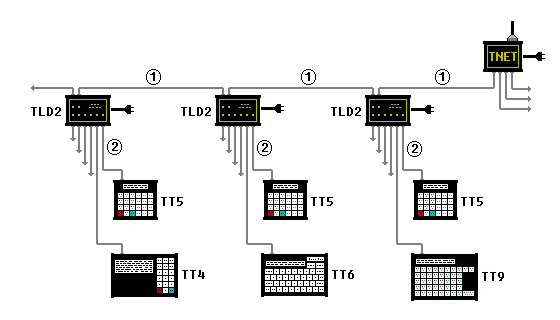 TNET
① ① ①
TLD2 TLD2 TLD2
② ② ②
TT5 TT5 TT5
TT4 TT6 TT9